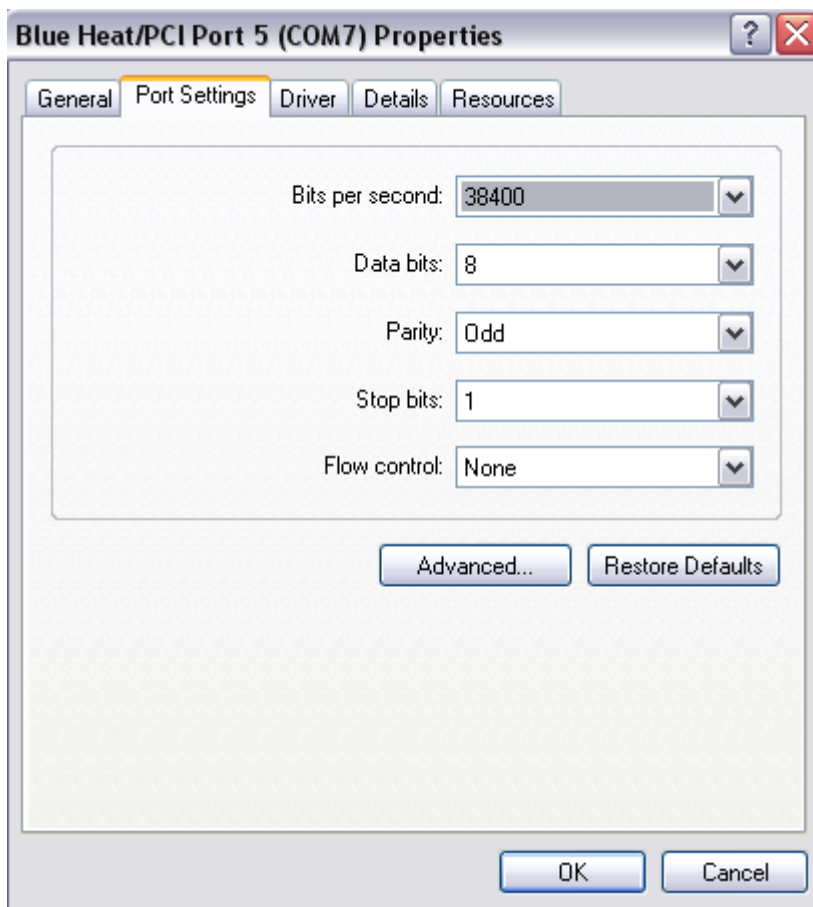 Blue Heat/PCI Port 5 (COM7) Properties ?
General Port Settings Driver Details Resources
Bits per second: 38400
Data bits: 8
Parity: Odd
Stop bits: 1
Flow control: None
Advanced... Restore Defaults
OK Cancel